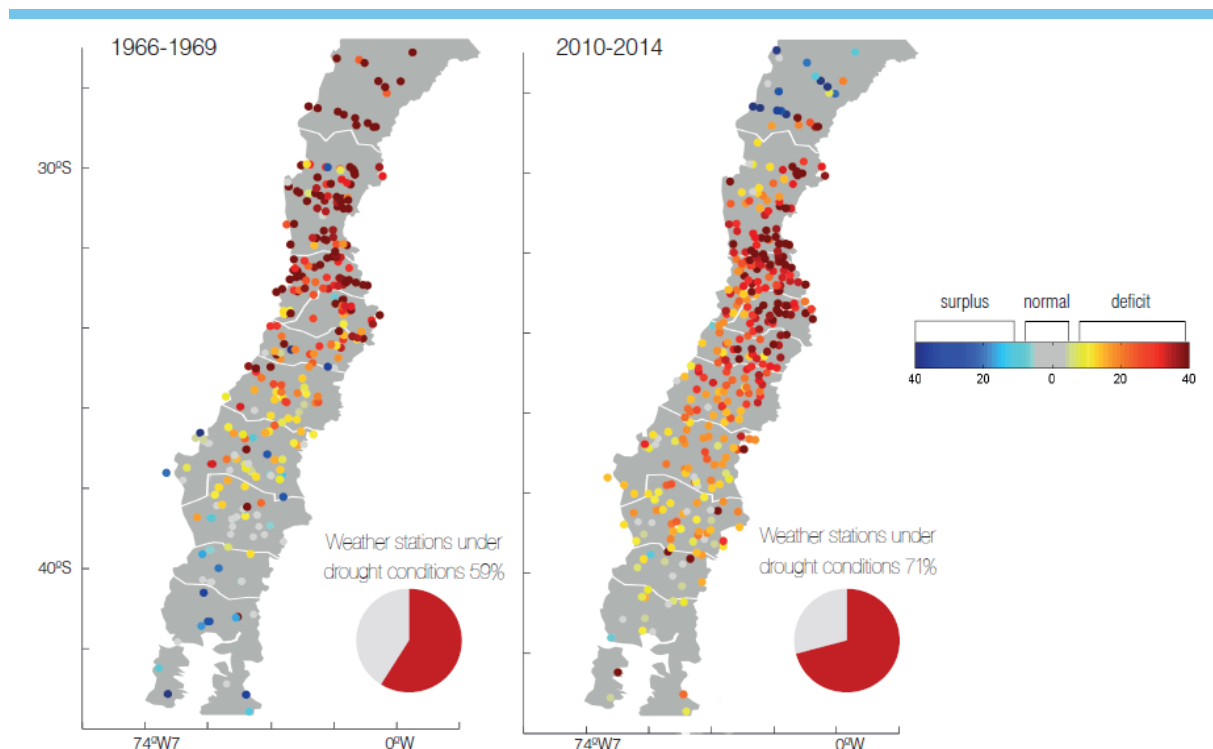 1966-1969
2010-2014
30ºS
40ºS
surplus normal deficit
40 20 0 20 40
Weather stations under
drought conditions 59%
Weather stations under
drought conditions 71%
74ºW7 0ºW
74ºW7 0ºW